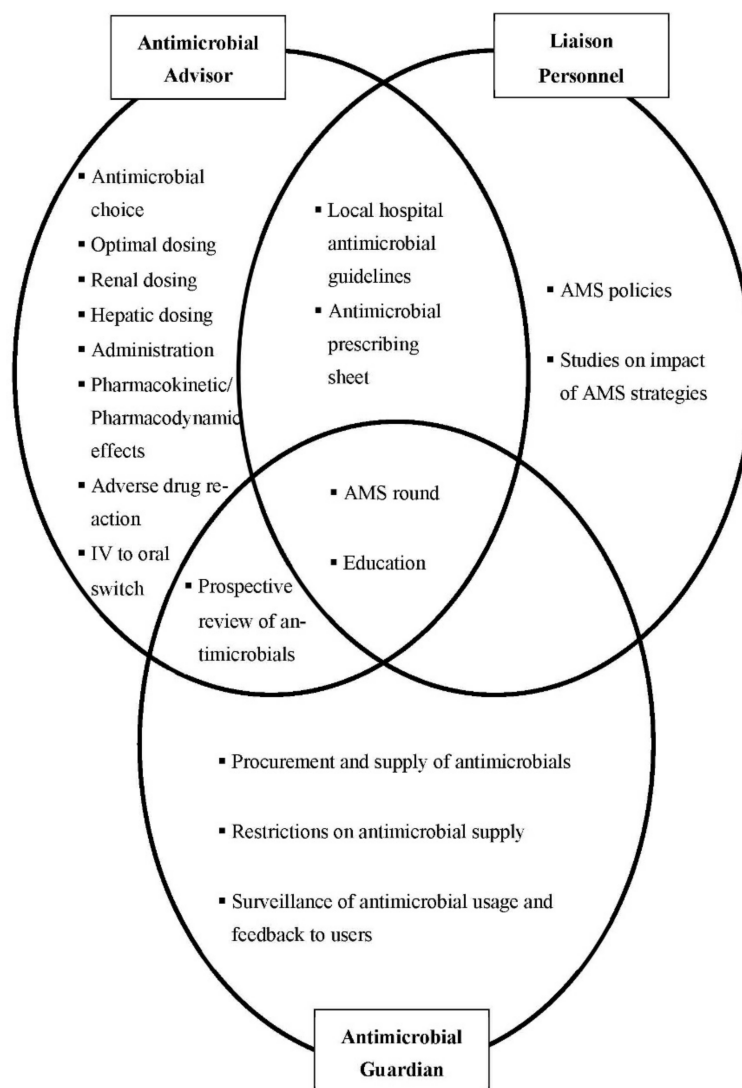 Antimicrobial
Advisor
Liaison
Personnel
▪ Antimicrobial
choice
▪ Optimal dosing
▪ Renal dosing
▪ Hepatic dosing
▪ Administration
▪ Pharmacokinetic/
Pharmacodynamic
effects
▪ Adverse drug re-
action
▪ IV to oral
switch
▪ Local hospital
antimicrobial
guidelines
▪ Antimicrobial
prescribing
sheet
▪ AMS policies
▪ Studies on impact
of AMS strategies
▪ AMS round
▪ Education
▪ Prospective
review of an-
timicrobials
▪ Procurement and supply of antimicrobials
▪ Restrictions on antimicrobial supply
▪ Surveillance of antimicrobial usage and
feedback to users
Antimicrobial
Guardian